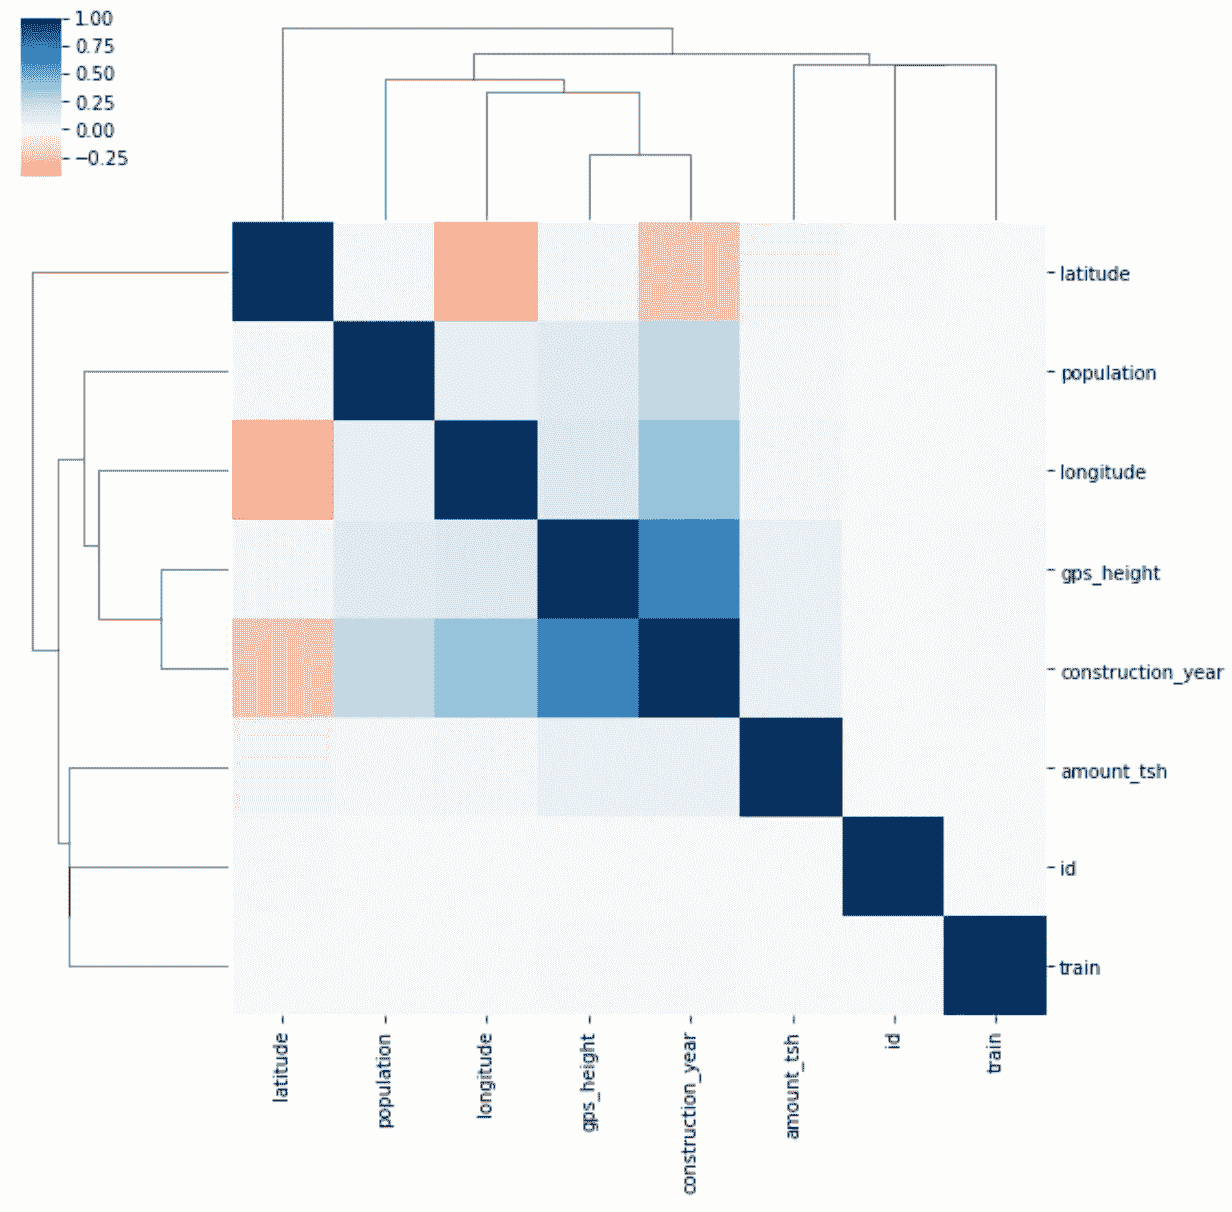 1.00
0.75
0.50
0.25
0.00
−0.25
latitude
population
longitude
gps_height
construction_year
amount_tsh
id
train
latitude
population
longitude
gps_height
construction_year
amount_tsh
id
train